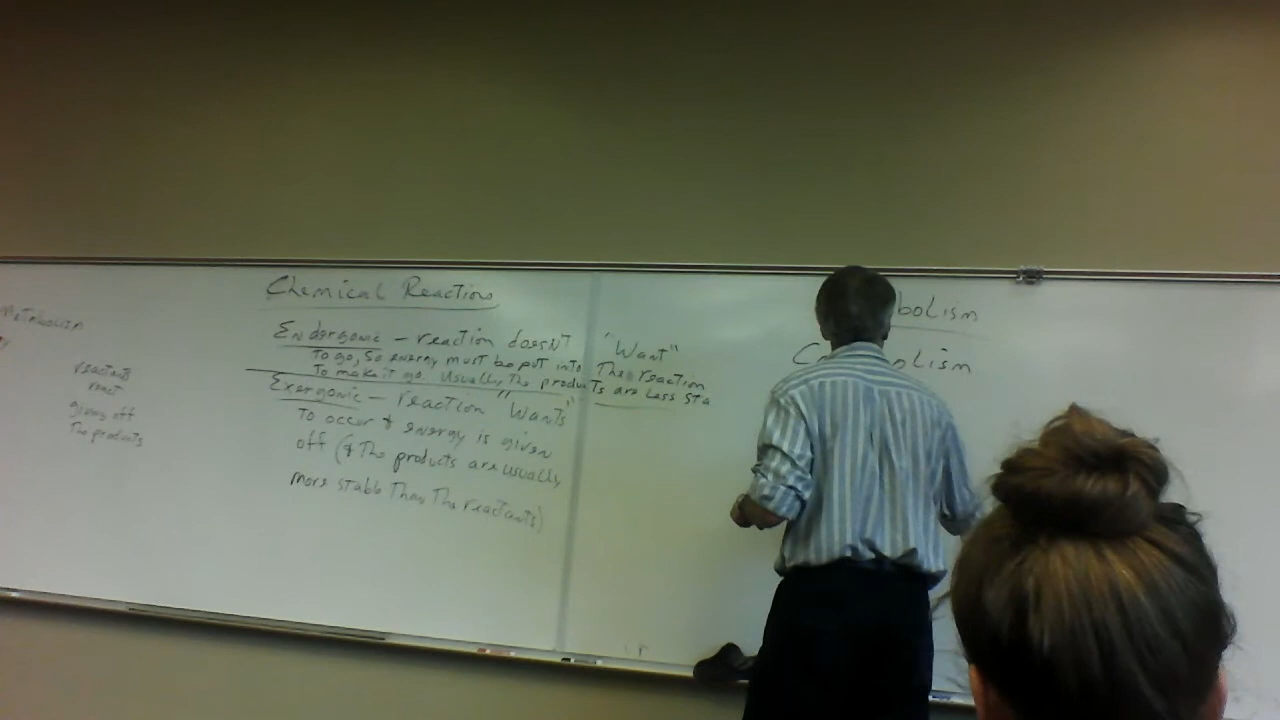 Metabolism
reactants
react
giving off
The products
Chemical Reactions
Endergonic - reaction doesn't "Want"
To go, so energy must be put into The reaction
To make it go. Usually The products are Less sta
Exergonic - reaction "Wants"
To occur & energy is given
off (& The products are usually
more stable Than The reactants)
bolism
C bolism